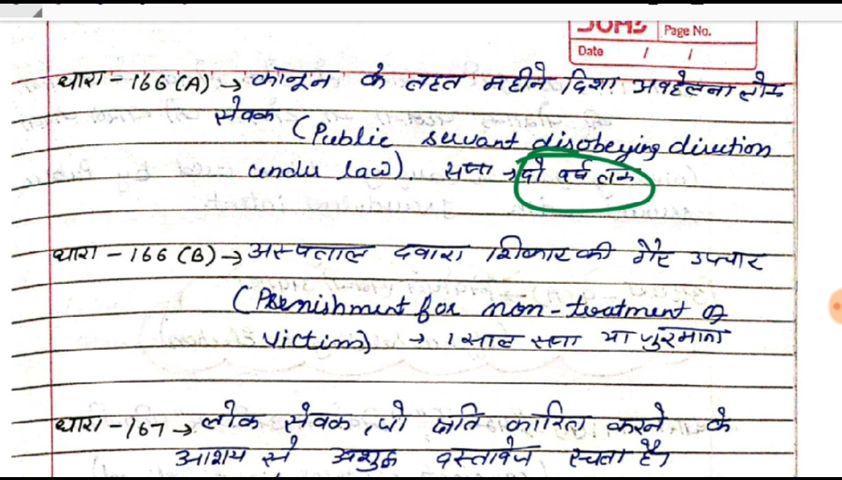 Page No.
Date / /
धारा - 166 (A) → कानून के तहत महीने दिशा अवहेलना लोक
सेवक (Public servant disobeying direction
under law) सजा → दो वर्ष तक
धारा - 166 (B) → अस्पताल दवारा शिकार की गैर उपचार
(Punishment for non-treatment of
victim) → 1 साल सजा या जुरमाना
धारा - 167 → लोक सेवक, जो क्षति कारित करने के
आशय से अशुद्ध दस्तावेज रचता है।